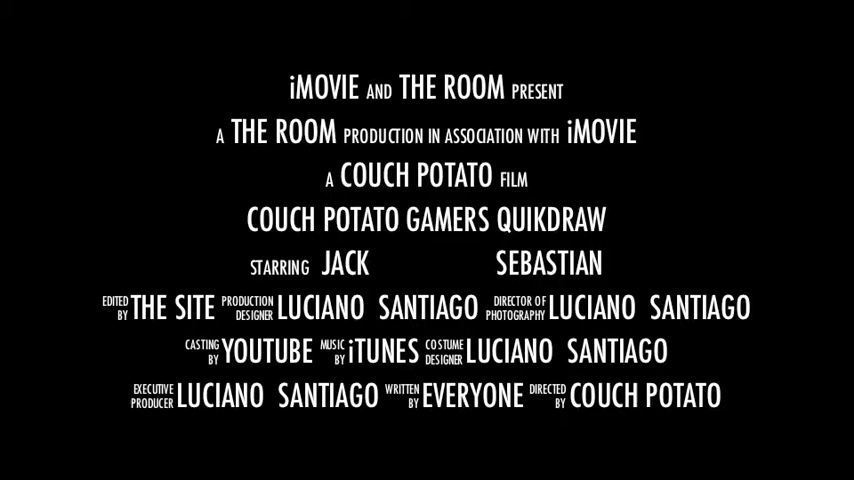 iMOVIE AND THE ROOM PRESENT
A THE ROOM PRODUCTION IN ASSOCIATION WITH iMOVIE
A COUCH POTATO FILM
COUCH POTATO GAMERS QUIKDRAW
STARRING JACK SEBASTIAN
EDITED BY THE SITE PRODUCTION DESIGNER LUCIANO SANTIAGO DIRECTOR OF PHOTOGRAPHY LUCIANO SANTIAGO
CASTING BY YOUTUBE MUSIC BY iTUNES COSTUME DESIGNER LUCIANO SANTIAGO
EXECUTIVE PRODUCER LUCIANO SANTIAGO WRITTEN BY EVERYONE DIRECTED BY COUCH POTATO